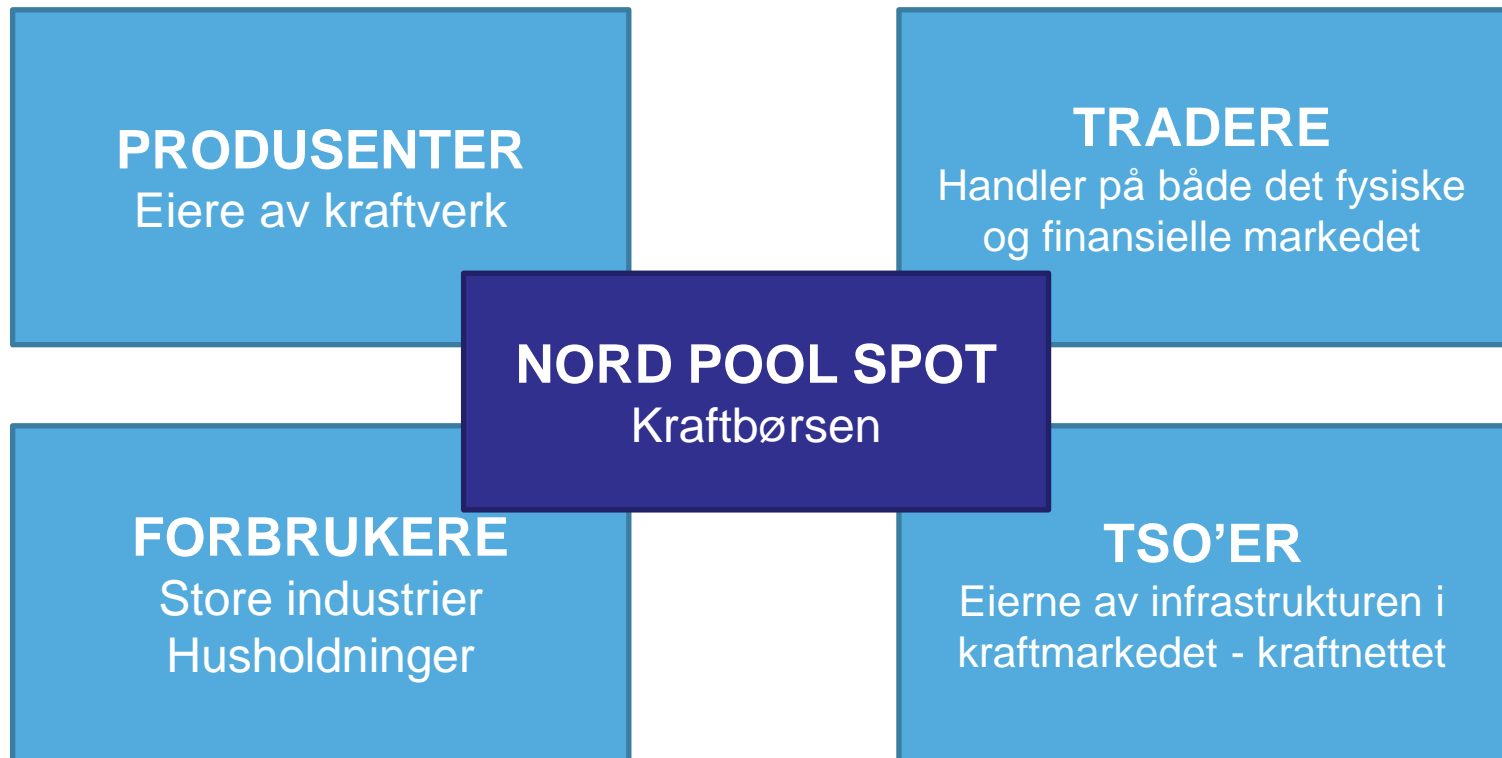 PRODUSENTER
Eiere av kraftverk
TRADERE
Handler på både det fysiske
og finansielle markedet
NORD POOL SPOT
Kraftbørsen
FORBRUKERE
Store industrier
Husholdninger
TSO’ER
Eierne av infrastrukturen i
kraftmarkedet - kraftnettet